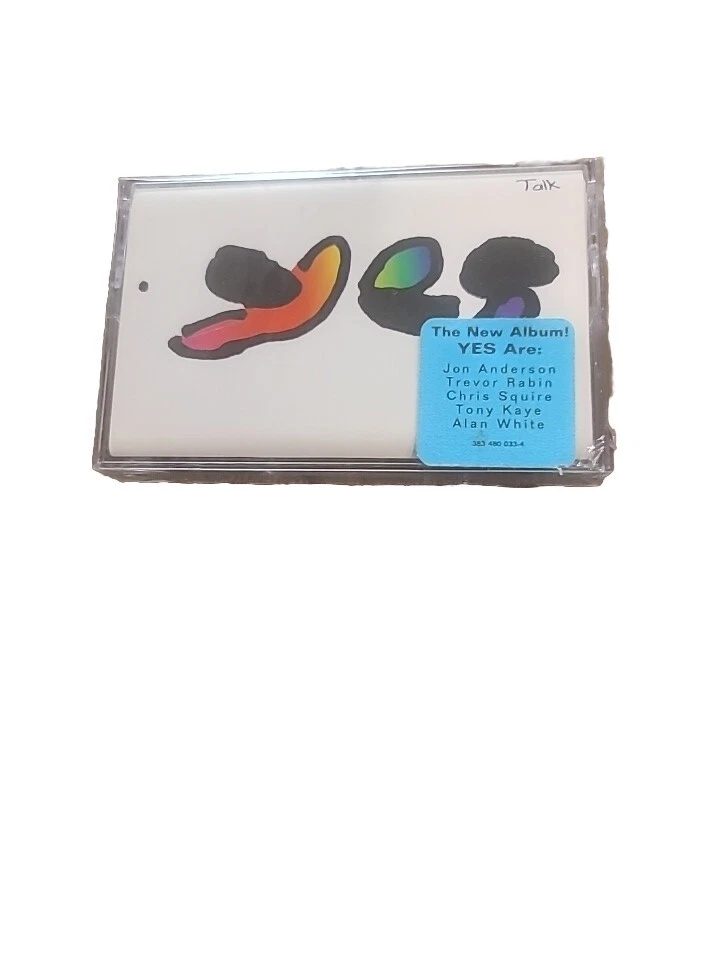 Talk
yes
The New Album!
YES Are:
Jon Anderson
Trevor Rabin
Chris Squire
Tony Kaye
Alan White
383 480 033-4